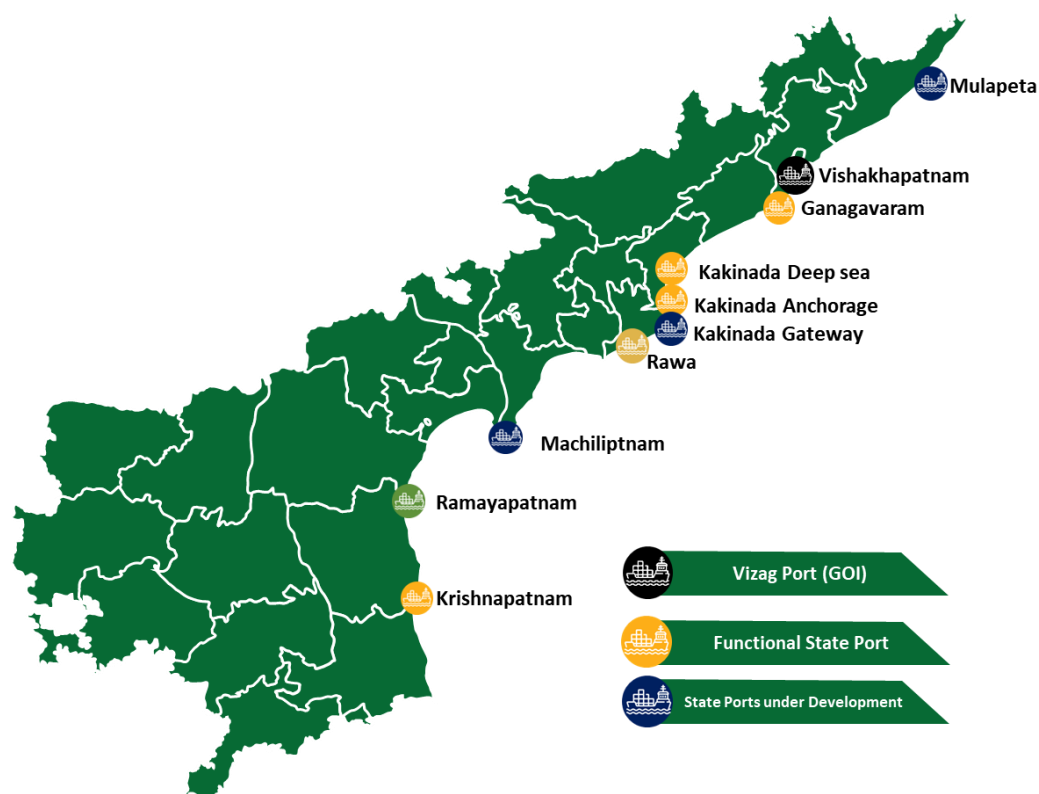 Mulapeta
Vishakhapatnam
Ganagavaram
Kakinada Deep sea
Kakinada Anchorage
Kakinada Gateway
Rawa
Machiliptnam
Ramayapatnam
Krishnapatnam
Vizag Port (GOI)
Functional State Port
State Ports under Development